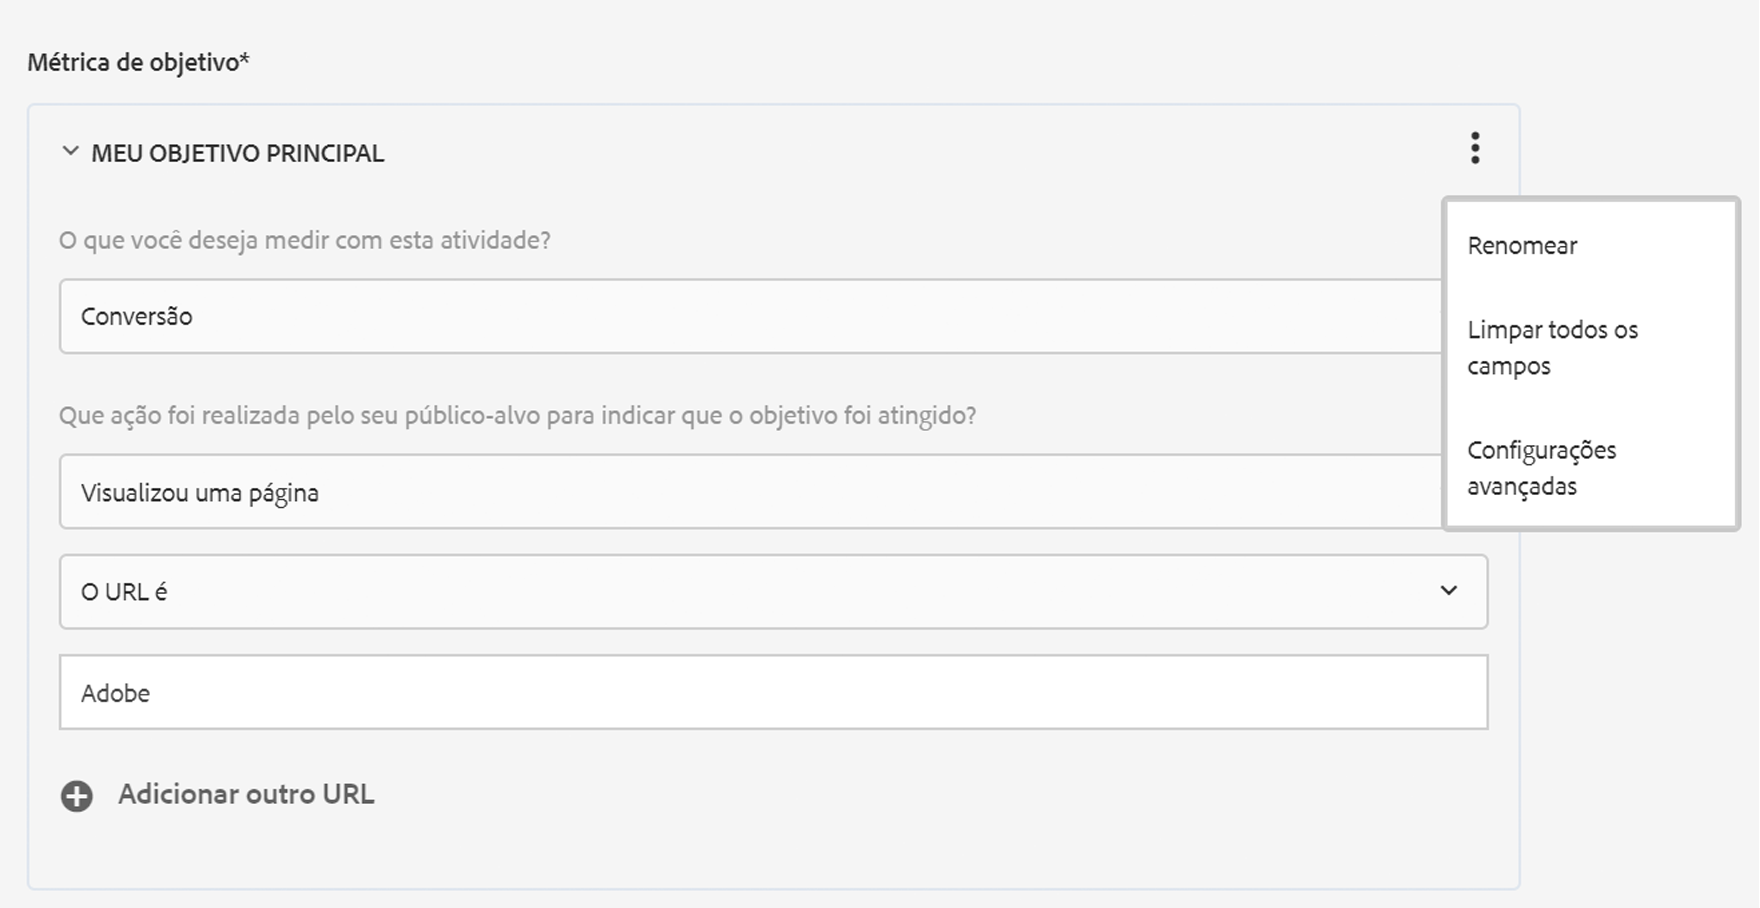 Métrica de objetivo*
MEU OBJETIVO PRINCIPAL
O que você deseja medir com esta atividade?
Conversão
Que ação foi realizada pelo seu público-alvo para indicar que o objetivo foi atingido?
Visualizou uma página
O URL é
Adobe
Adicionar outro URL
Renomear
Limpar todos os
campos
Configurações
avançadas